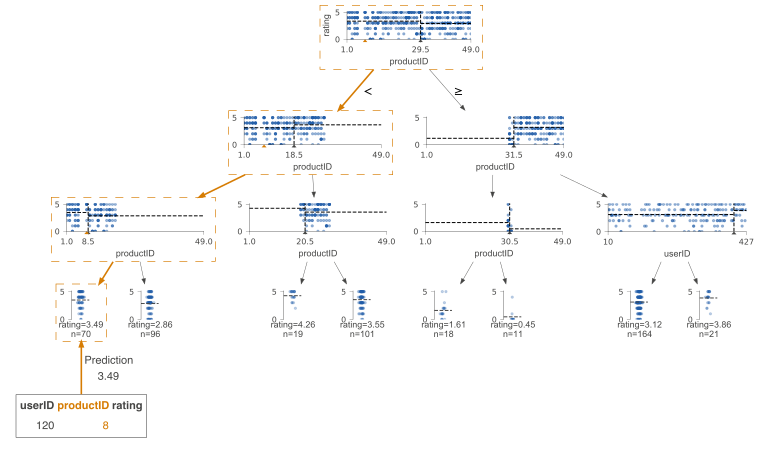 rating
5
0
1.0 29.5 49.0
productID
< ≥
5
0
1.0 18.5 49.0
productID
5
0
1.0 31.5 49.0
productID
5
0
1.0 8.5 49.0
productID
5
0
1.0 20.5 49.0
productID
5
0
1.0 30.5 49.0
productID
5
0
10 427
userID
5
0
rating=3.49
n=70
5
0
rating=2.86
n=96
5
0
rating=4.26
n=19
5
0
rating=3.55
n=101
5
0
rating=1.61
n=18
5
0
rating=0.45
n=11
5
0
rating=3.12
n=164
5
0
rating=3.86
n=21
Prediction
3.49
userID productID rating
120 8